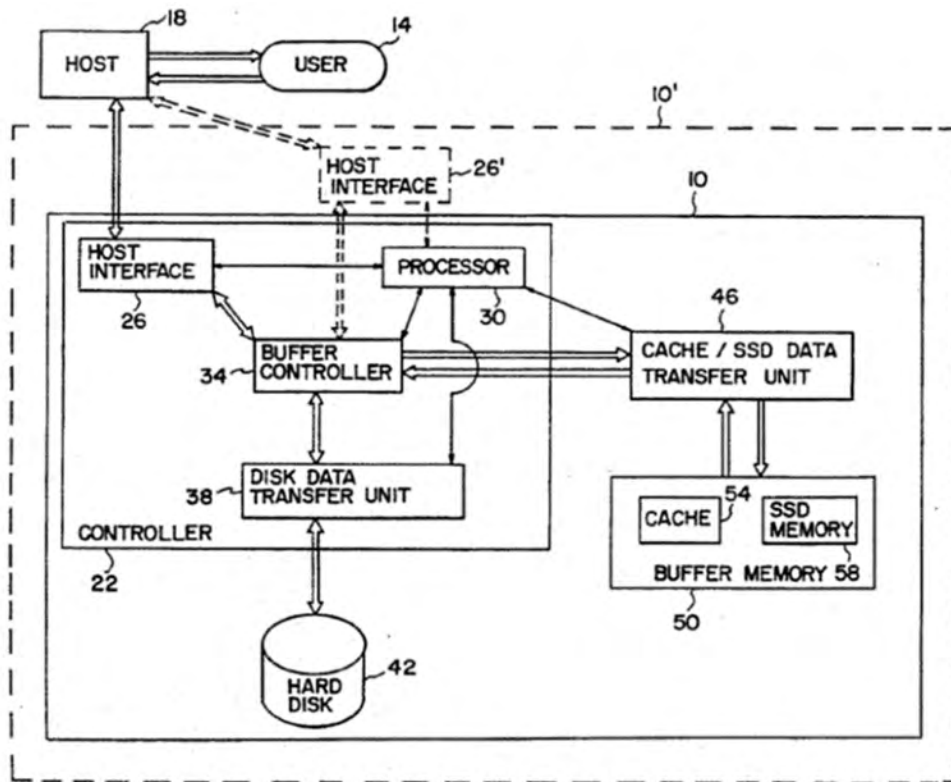 18
HOST
14
USER
10'
HOST
INTERFACE
26'
10
HOST
INTERFACE
26
PROCESSOR
30
46
CACHE / SSD DATA
TRANSFER UNIT
34
BUFFER
CONTROLLER
38
DISK DATA
TRANSFER UNIT
CONTROLLER
22
54
CACHE
SSD
MEMORY
BUFFER MEMORY 58
50
HARD
DISK
42